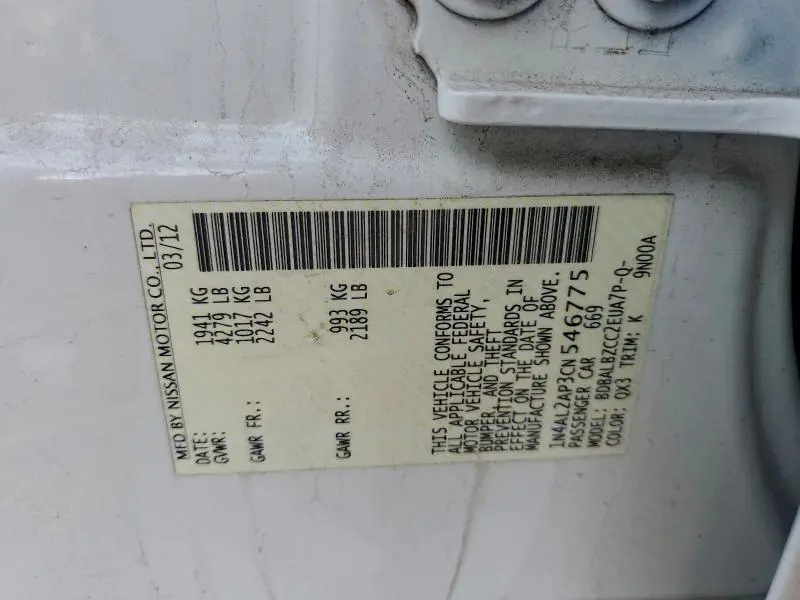 MFD BY NISSAN MOTOR CO., LTD.
DATE: 03/12
GVWR: 1941 KG
4279 LB
GAWR FR.: 1017 KG
2242 LB
GAWR RR.: 993 KG
2189 LB
THIS VEHICLE CONFORMS TO
ALL APPLICABLE FEDERAL
MOTOR VEHICLE SAFETY,
BUMPER, AND THEFT
PREVENTION STANDARDS IN
EFFECT ON THE DATE OF
MANUFACTURE SHOWN ABOVE.
1N4AL2AP3CN546775
PASSENGER CAR 669
MODEL: BDBALBZCC2EUA7P-Q-
COLOR: QX3 TRIM: K 9N00A